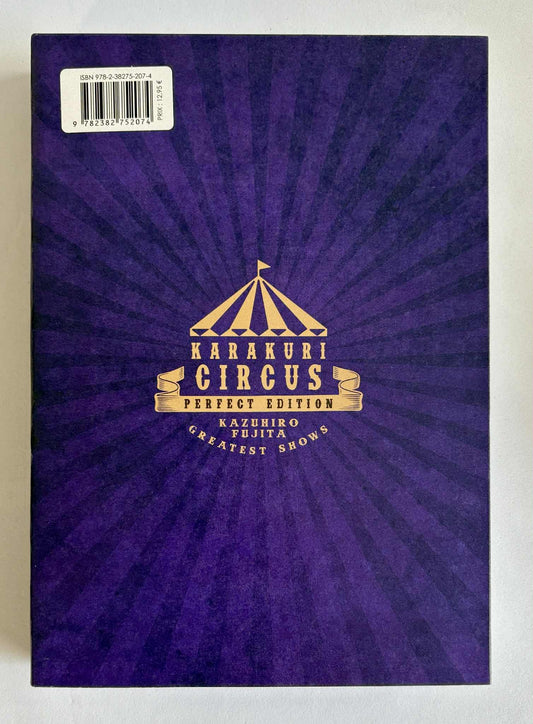 ISBN 978-2-38275-207-4
9 782382 752074
PRIX : 12,95 €
KARAKURI
CIRCUS
PERFECT EDITION
KAZUHIRO
FUJITA
GREATEST SHOWS